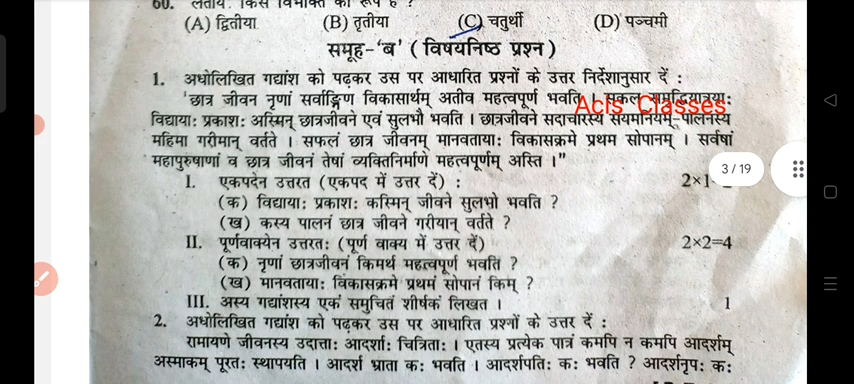 60. लतायै: किस विभक्ति का रूप है ?
(A) द्वितीया (B) तृतीया (C) चतुर्थी (D) पञ्चमी
समूह-'ब' ( विषयनिष्ठ प्रश्न )
1. अधोलिखित गद्यांश को पढ़कर उस पर आधारित प्रश्नों के उत्तर निर्देशानुसार दें :
'छात्र जीवन नृणां सर्वाङ्गिण विकासार्थम् अतीव महत्वपूर्ण भवति । सकल
Acis Classes
विद्याया: प्रकाश: अस्मिन् छात्रजीवने एवं सुलभौ भवति । छात्रजीवने सदाचारस्य संयमनियम-पालनस्य
महिमा गरीमान् वर्तते । सफलं छात्र जीवनम् मानवताया: विकासक्रमे प्रथम सोपानम् । सर्वषां
महापुरुषाणां व छात्र जीवनं तेषां व्यक्तिनिर्माणे महत्वपूर्णम् अस्ति ।"
3 / 19
I. एकपदेन उत्तरत (एकपद में उत्तर दें) : 2×1
(क) विद्याया: प्रकाश: कस्मिन् जीवने सुलभो भवति ?
(ख) कस्य पालनं छात्र जीवने गरीयान् वर्तते ?
II. पूर्णवाक्येन उत्तरत: (पूर्ण वाक्य में उत्तर दें) 2×2=4
(क) नृणां छात्रजीवनं किमर्थ महत्वपूर्ण भवति ?
(ख) मानवताया: विकासक्रमे प्रथमं सोपानं किम् ?
III. अस्य गद्यांशस्य एकं समुचितं शीर्षकं लिखत । 1
2. अधोलिखित गद्यांश को पढ़कर उस पर आधारित प्रश्नों के उत्तर दें :
रामायणे जीवनस्य उदात्ता: आदर्शा: चित्रिता: । एतस्य प्रत्येक पात्रं कमपि न कमपि आदर्शम्
अस्माकम् पूरत: स्थापयति । आदर्श भ्राता क: भवति । आदर्शपति: क: भवति ? आदर्शनृप: क: